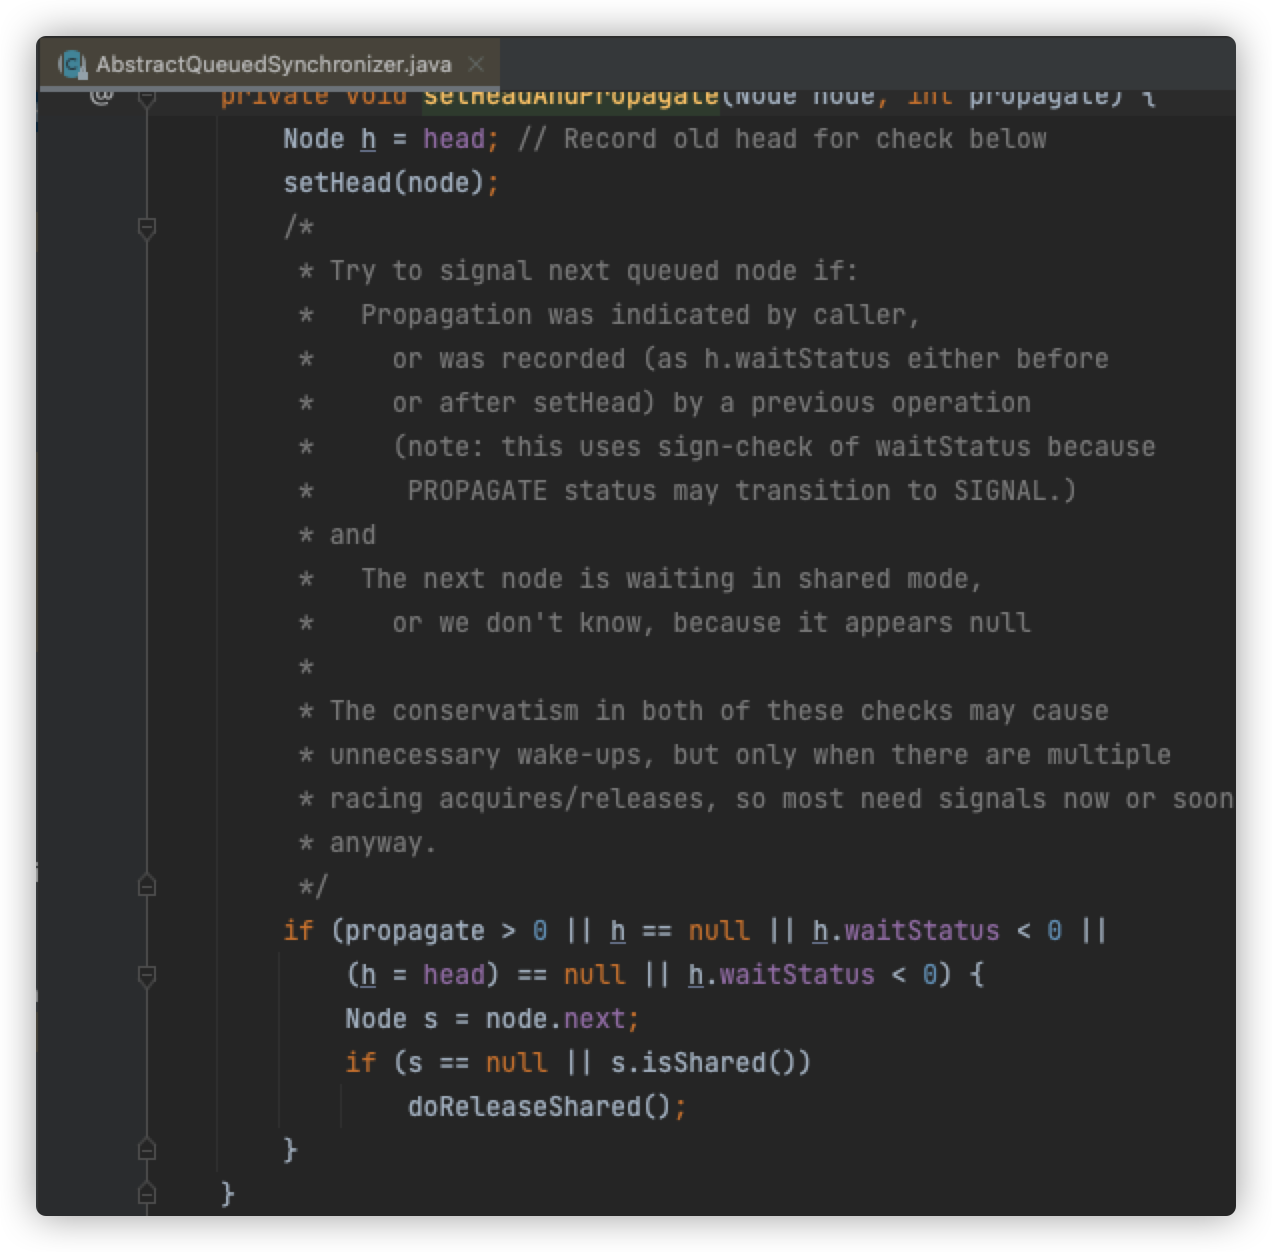 AbstractQueuedSynchronizer.java
@ private void setHeadAndPropagate(Node node, int propagate) {
Node h = head; // Record old head for check below
setHead(node);
/*
* Try to signal next queued node if:
*   Propagation was indicated by caller,
*     or was recorded (as h.waitStatus either before
*     or after setHead) by a previous operation
*     (note: this uses sign-check of waitStatus because
*      PROPAGATE status may transition to SIGNAL.)
* and
*   The next node is waiting in shared mode,
*     or we don't know, because it appears null
*
* The conservatism in both of these checks may cause
* unnecessary wake-ups, but only when there are multiple
* racing acquires/releases, so most need signals now or soon
* anyway.
*/
if (propagate > 0 || h == null || h.waitStatus < 0 ||
(h = head) == null || h.waitStatus < 0) {
Node s = node.next;
if (s == null || s.isShared())
doReleaseShared();
}
}